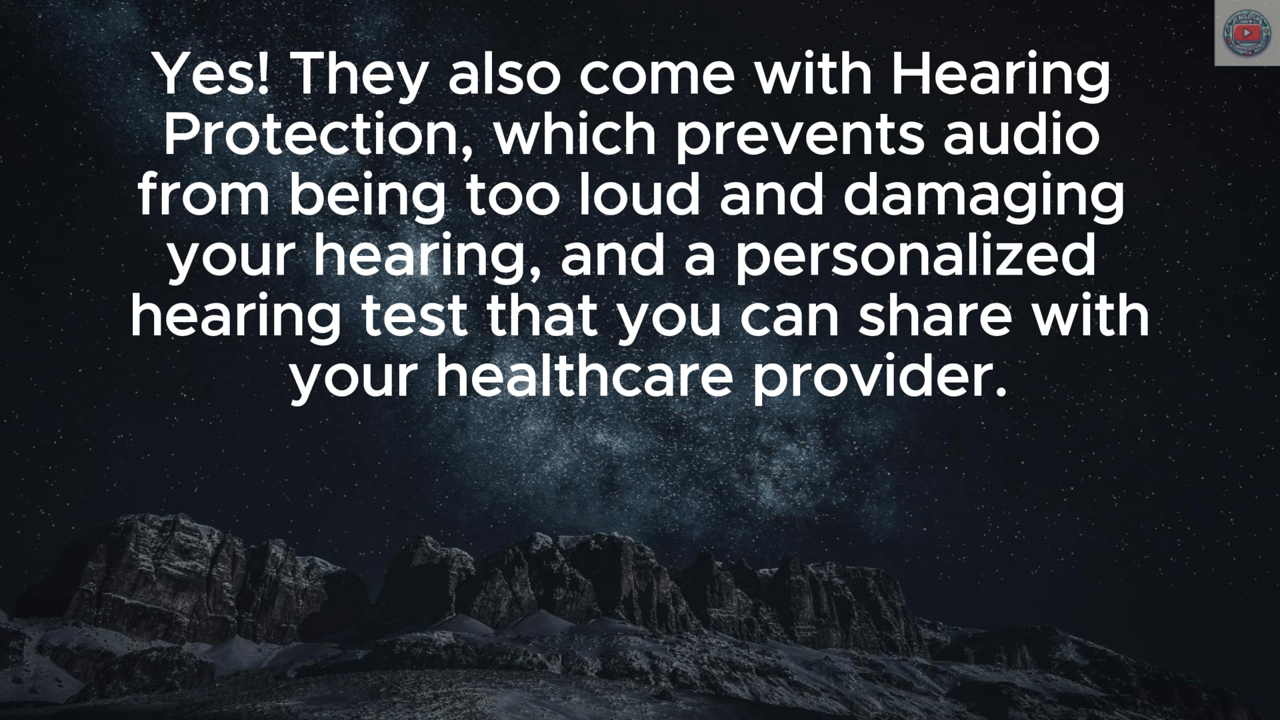 Yes! They also come with Hearing
Protection, which prevents audio
from being too loud and damaging
your hearing, and a personalized
hearing test that you can share with
your healthcare provider.